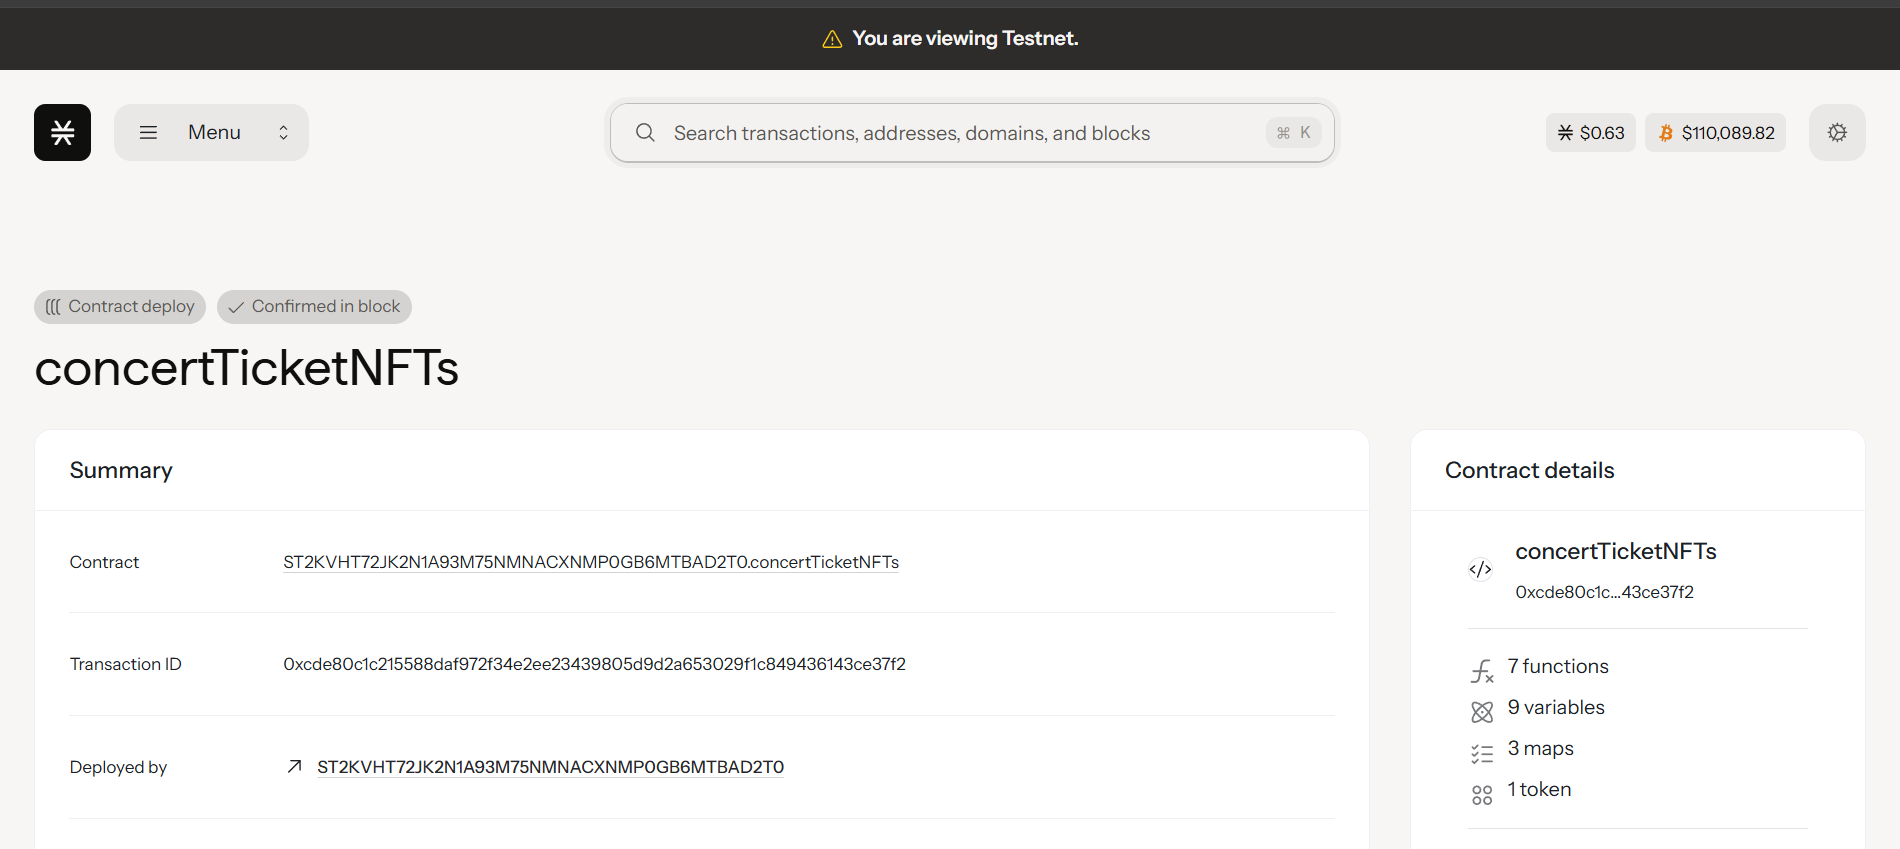 You are viewing Testnet.
Menu
Search transactions, addresses, domains, and blocks
⌘ K
$0.63
$110,089.82
Contract deploy
Confirmed in block
concertTicketNFTs
Summary
Contract
ST2KVHT72JK2N1A93M75NMNACXNMP0GB6MTBAD2T0.concertTicketNFTs
Transaction ID
0xcde80c1c215588daf972f34e2ee23439805d9d2a653029f1c849436143ce37f2
Deployed by
ST2KVHT72JK2N1A93M75NMNACXNMP0GB6MTBAD2T0
Contract details
concertTicketNFTs
0xcde80c1c...43ce37f2
7 functions
9 variables
3 maps
1 token